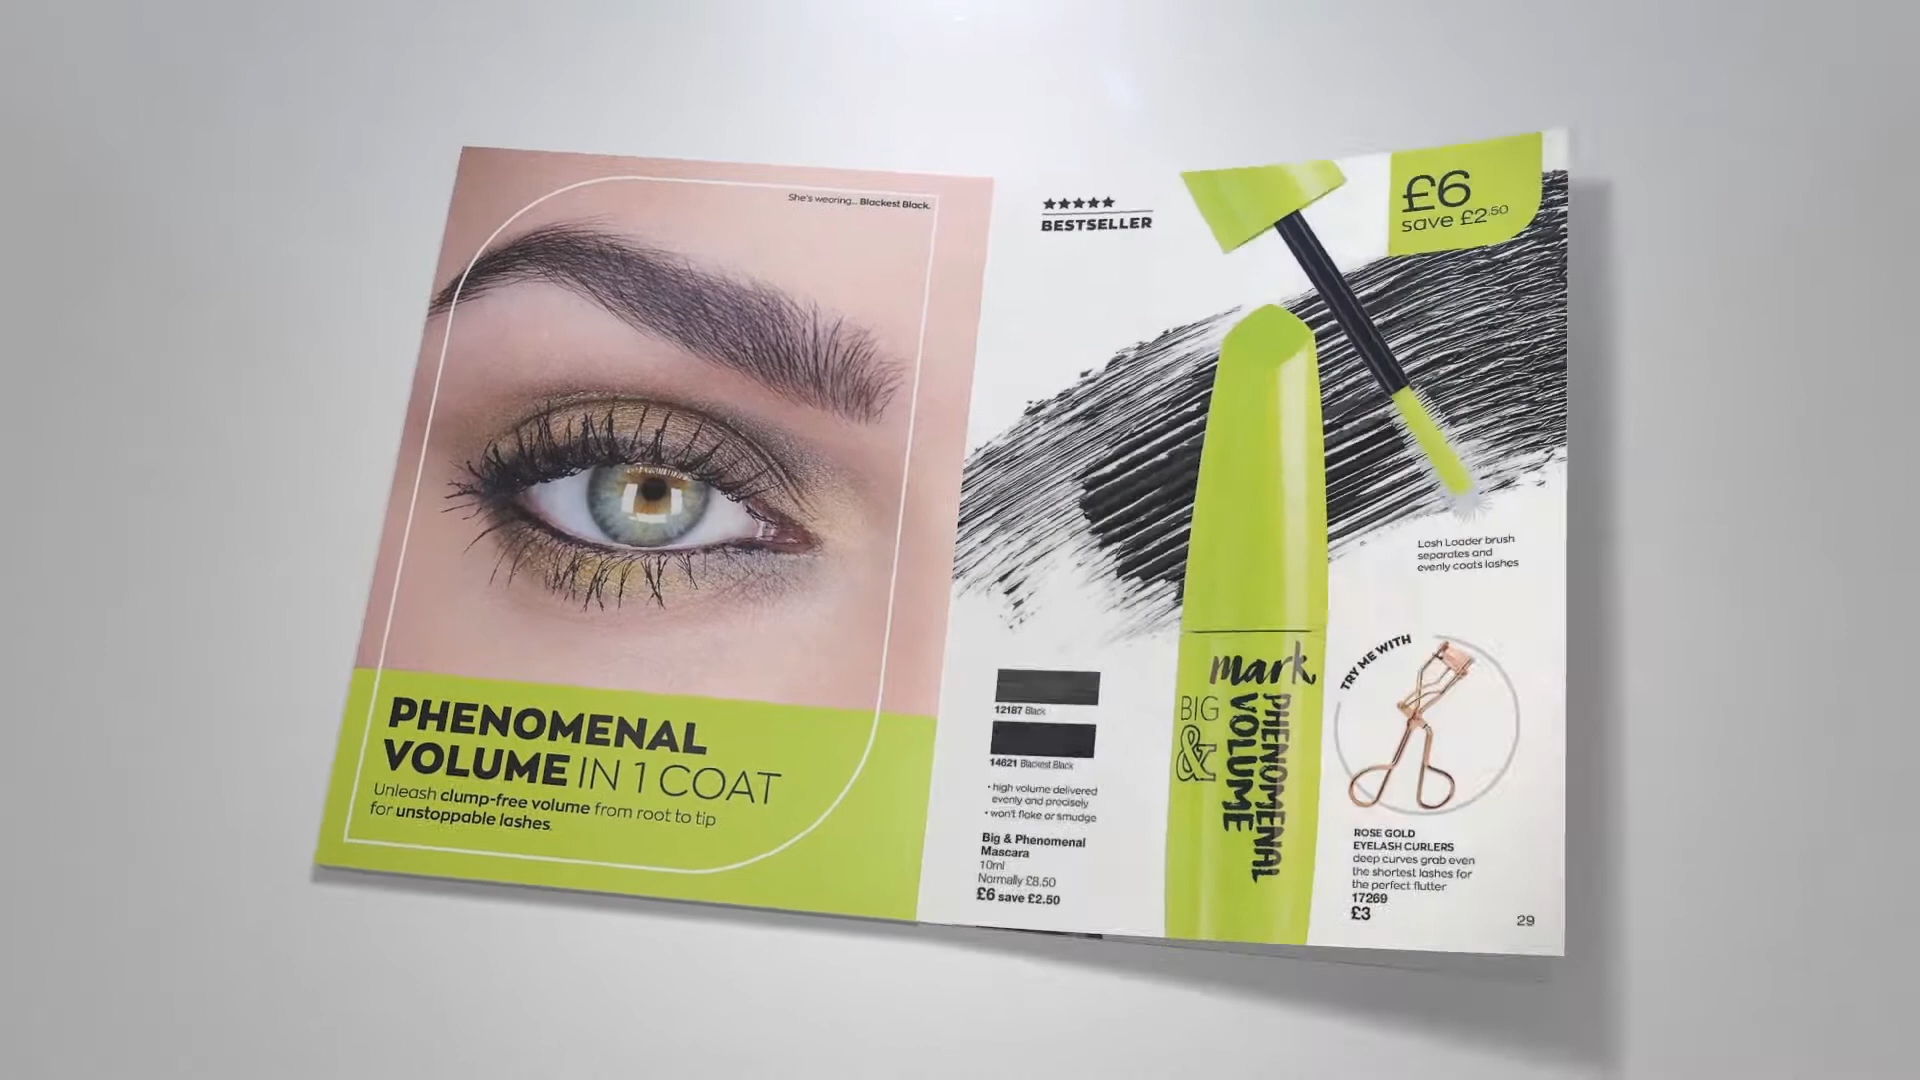 She's wearing... Blackest Black.
PHENOMENAL
VOLUME IN 1 COAT
Unleash clump-free volume from root to tip
for unstoppable lashes.
BESTSELLER
£6
save £2.50
Lash Loader brush
separates and
evenly coats lashes
12187 Black
14621 Blackest Black
• high volume delivered
evenly and precisely
• won't flake or smudge
Big & Phenomenal
Mascara
10ml
Normally £8.50
£6 save £2.50
mark.
BIG
&
PHENOMENAL
VOLUME
TRY ME WITH
ROSE GOLD
EYELASH CURLERS
deep curves grab even
the shortest lashes for
the perfect flutter
17269
£3
29